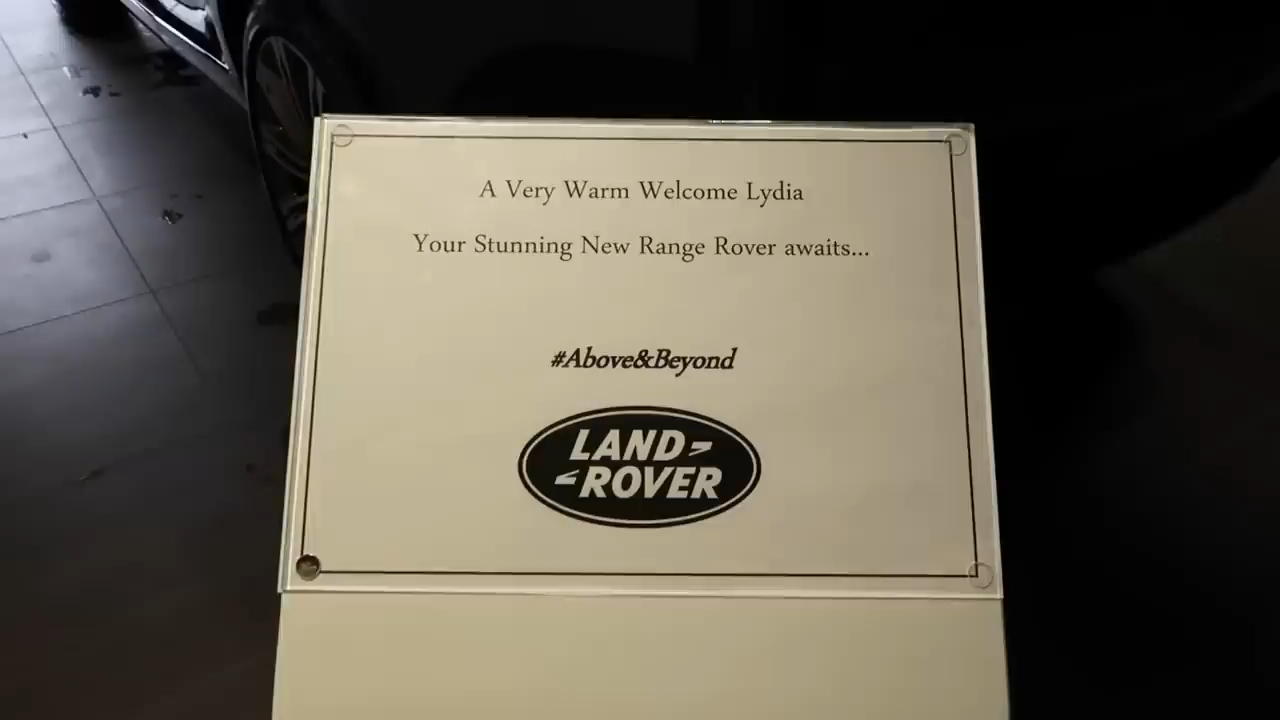 A Very Warm Welcome Lydia
Your Stunning New Range Rover awaits...
#Above&Beyond
LAND
ROVER